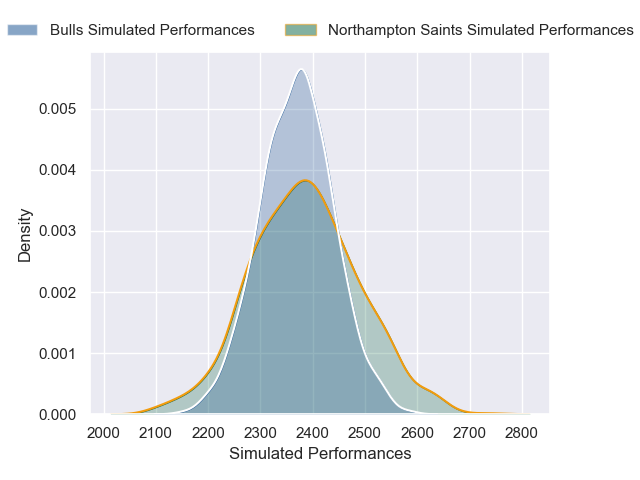 Bulls Simulated Performances
Northampton Saints Simulated Performances
0.005
0.004
0.003
0.002
0.001
0.000
Density
2000 2100 2200 2300 2400 2500 2600 2700 2800
Simulated Performances